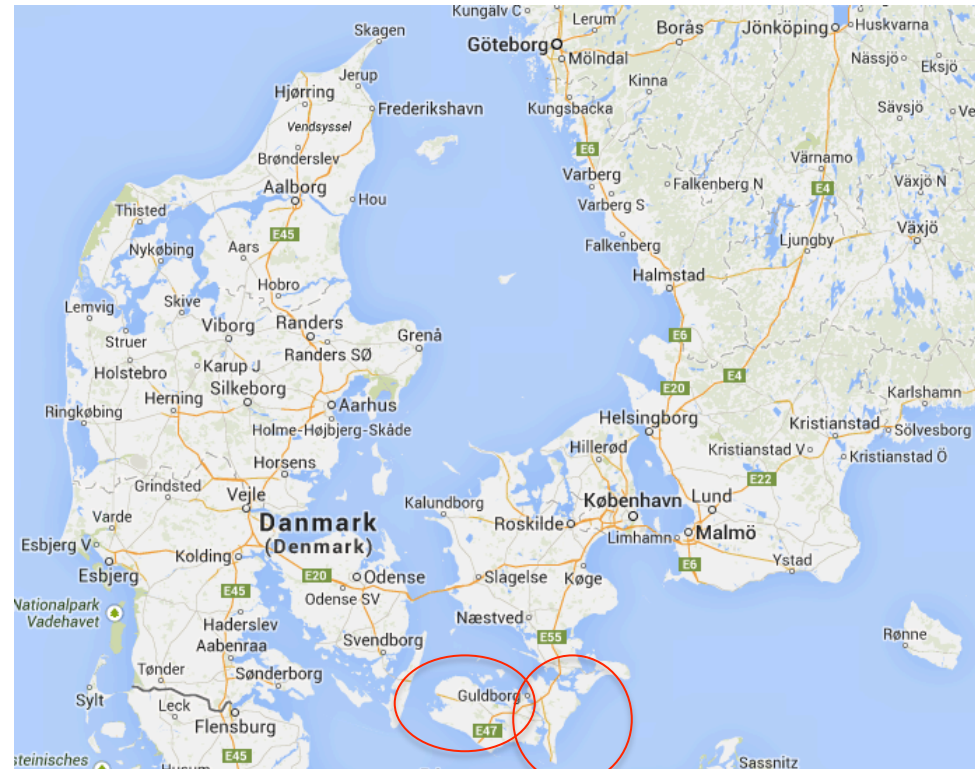 Kungälv C
Lerum
Borås
Jönköping
Huskvarna
Skagen
Göteborg
Mölndal
Nässjö
Eksjö
Jerup
Kinna
Hjørring
Frederikshavn
Kungsbacka
Sävsjö
Ve
Vendsyssel
E6
Brønderslev
Värnamo
Varberg
Falkenberg N
E4
Växjö N
Aalborg
Hou
Varberg S
Thisted
E45
Växjö
Nykøbing
Aars
Falkenberg
Ljungby
Halmstad
Hobro
Lemvig
Skive
Viborg
Randers
Struer
Grenå
E6
Randers SØ
Holstebro
Karup J
E4
Silkeborg
E20
Herning
Aarhus
Karlshamn
Ringkøbing
Holme-Højbjerg-Skåde
Helsingborg
Kristianstad
Sölvesborg
Hillerød
Kristianstad V
Kristianstad Ö
Horsens
E22
Grindsted
Vejle
Kalundborg
København
Lund
Varde
Danmark
(Denmark)
Roskilde
Limhamn
Malmö
Esbjerg V
Kolding
Esbjerg
E20
Odense
Slagelse
Køge
E6
Ystad
Odense SV
E45
Nationalpark
Vadehavet
Haderslev
Næstved
E55
Rønne
Aabenraa
Svendborg
Tønder
Sønderborg
Sylt
Leck
Guldborg
Flensburg
E47
E45
steinisches
Husum
Sassnitz